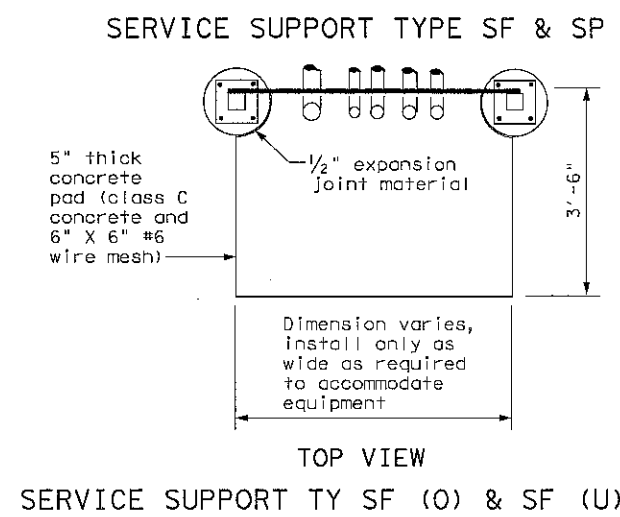 SERVICE SUPPORT TYPE SF & SP
5" thick
concrete
pad (class C
concrete and
6" X 6" #6
wire mesh)
1/2" expansion
joint material
3'-6"
Dimension varies,
install only as
wide as required
to accommodate
equipment
TOP VIEW
SERVICE SUPPORT TY SF (O) & SF (U)